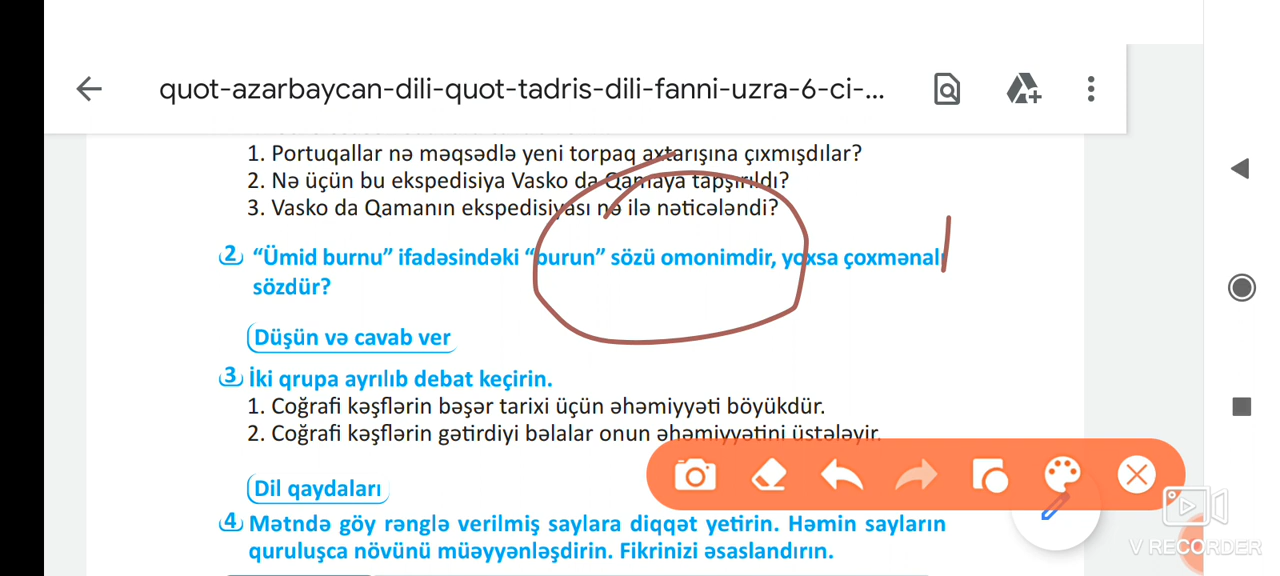 quot-azarbaycan-dili-quot-tadris-dili-fanni-uzra-6-ci-...
1. Portuqallar nə məqsədlə yeni torpaq axtarışına çıxmışdılar?
2. Nə üçün bu ekspedisiya Vasko da Qamaya tapşırıldı?
3. Vasko da Qamanın ekspedisiyası nə ilə nəticələndi?
2 “Ümid burnu” ifadəsindəki “burun” sözü omonimdir, yoxsa çoxmənalı
sözdür?
Düşün və cavab ver
3 İki qrupa ayrılıb debat keçirin.
1. Coğrafi kəşflərin bəşər tarixi üçün əhəmiyyəti böyükdür.
2. Coğrafi kəşflərin gətirdiyi bəlalar onun əhəmiyyətini üstələyir.
Dil qaydaları
4 Mətndə göy rənglə verilmiş saylara diqqət yetirin. Həmin sayların
quruluşca növünü müəyyənləşdirin. Fikrinizi əsaslandırın.
V RECORDER